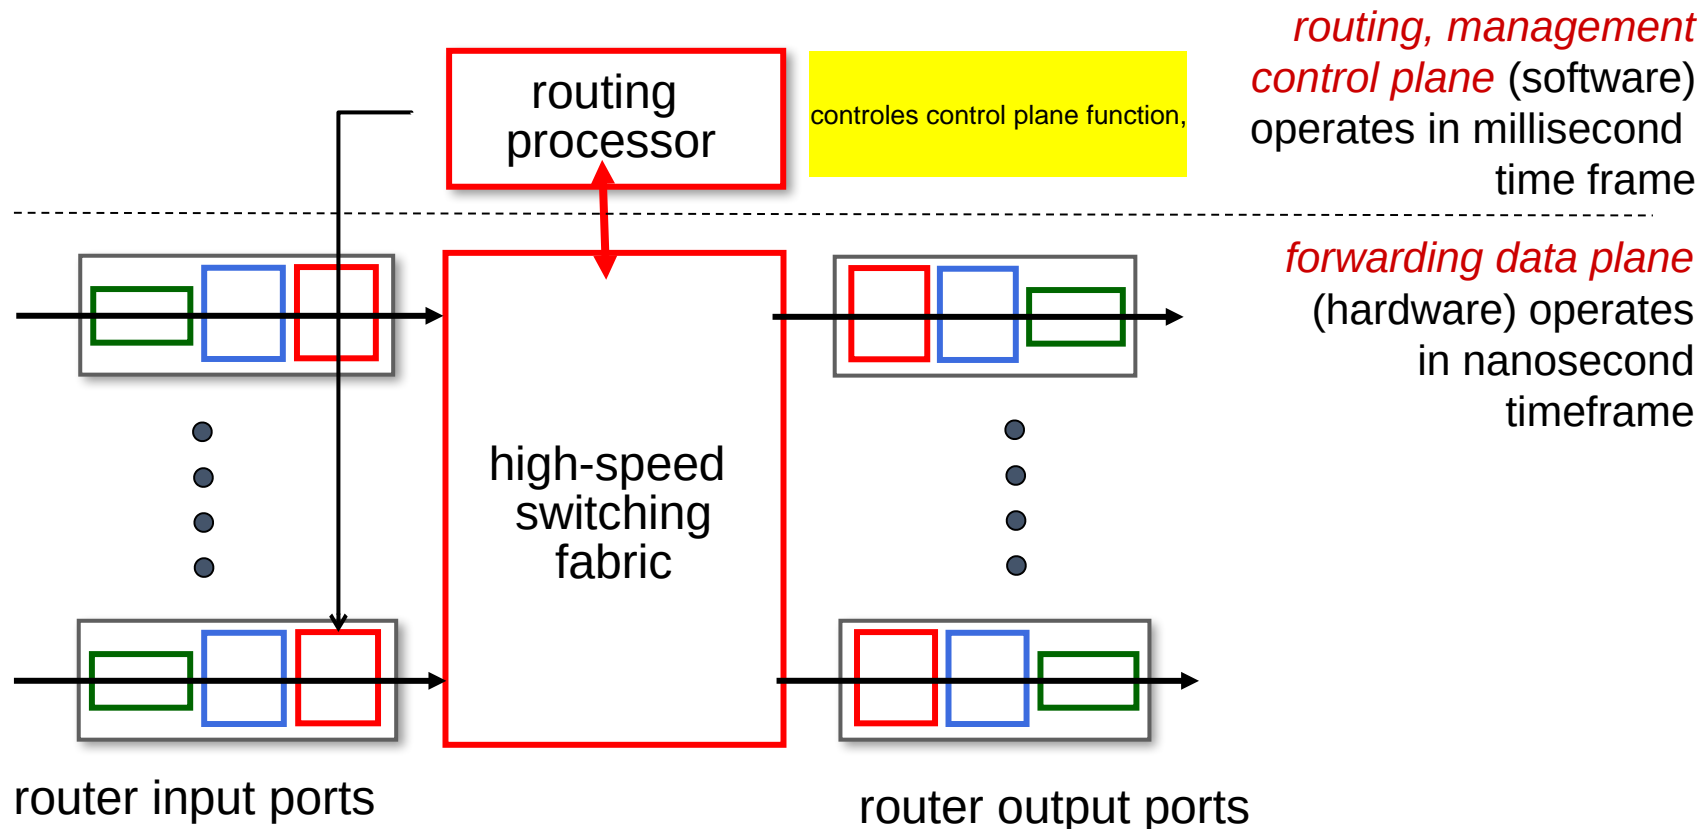 routing
processor
controles control plane function,
routing, management
control plane (software)
operates in millisecond
time frame
forwarding data plane
(hardware) operates
in nanosecond
timeframe
high-speed
switching
fabric
router input ports
router output ports